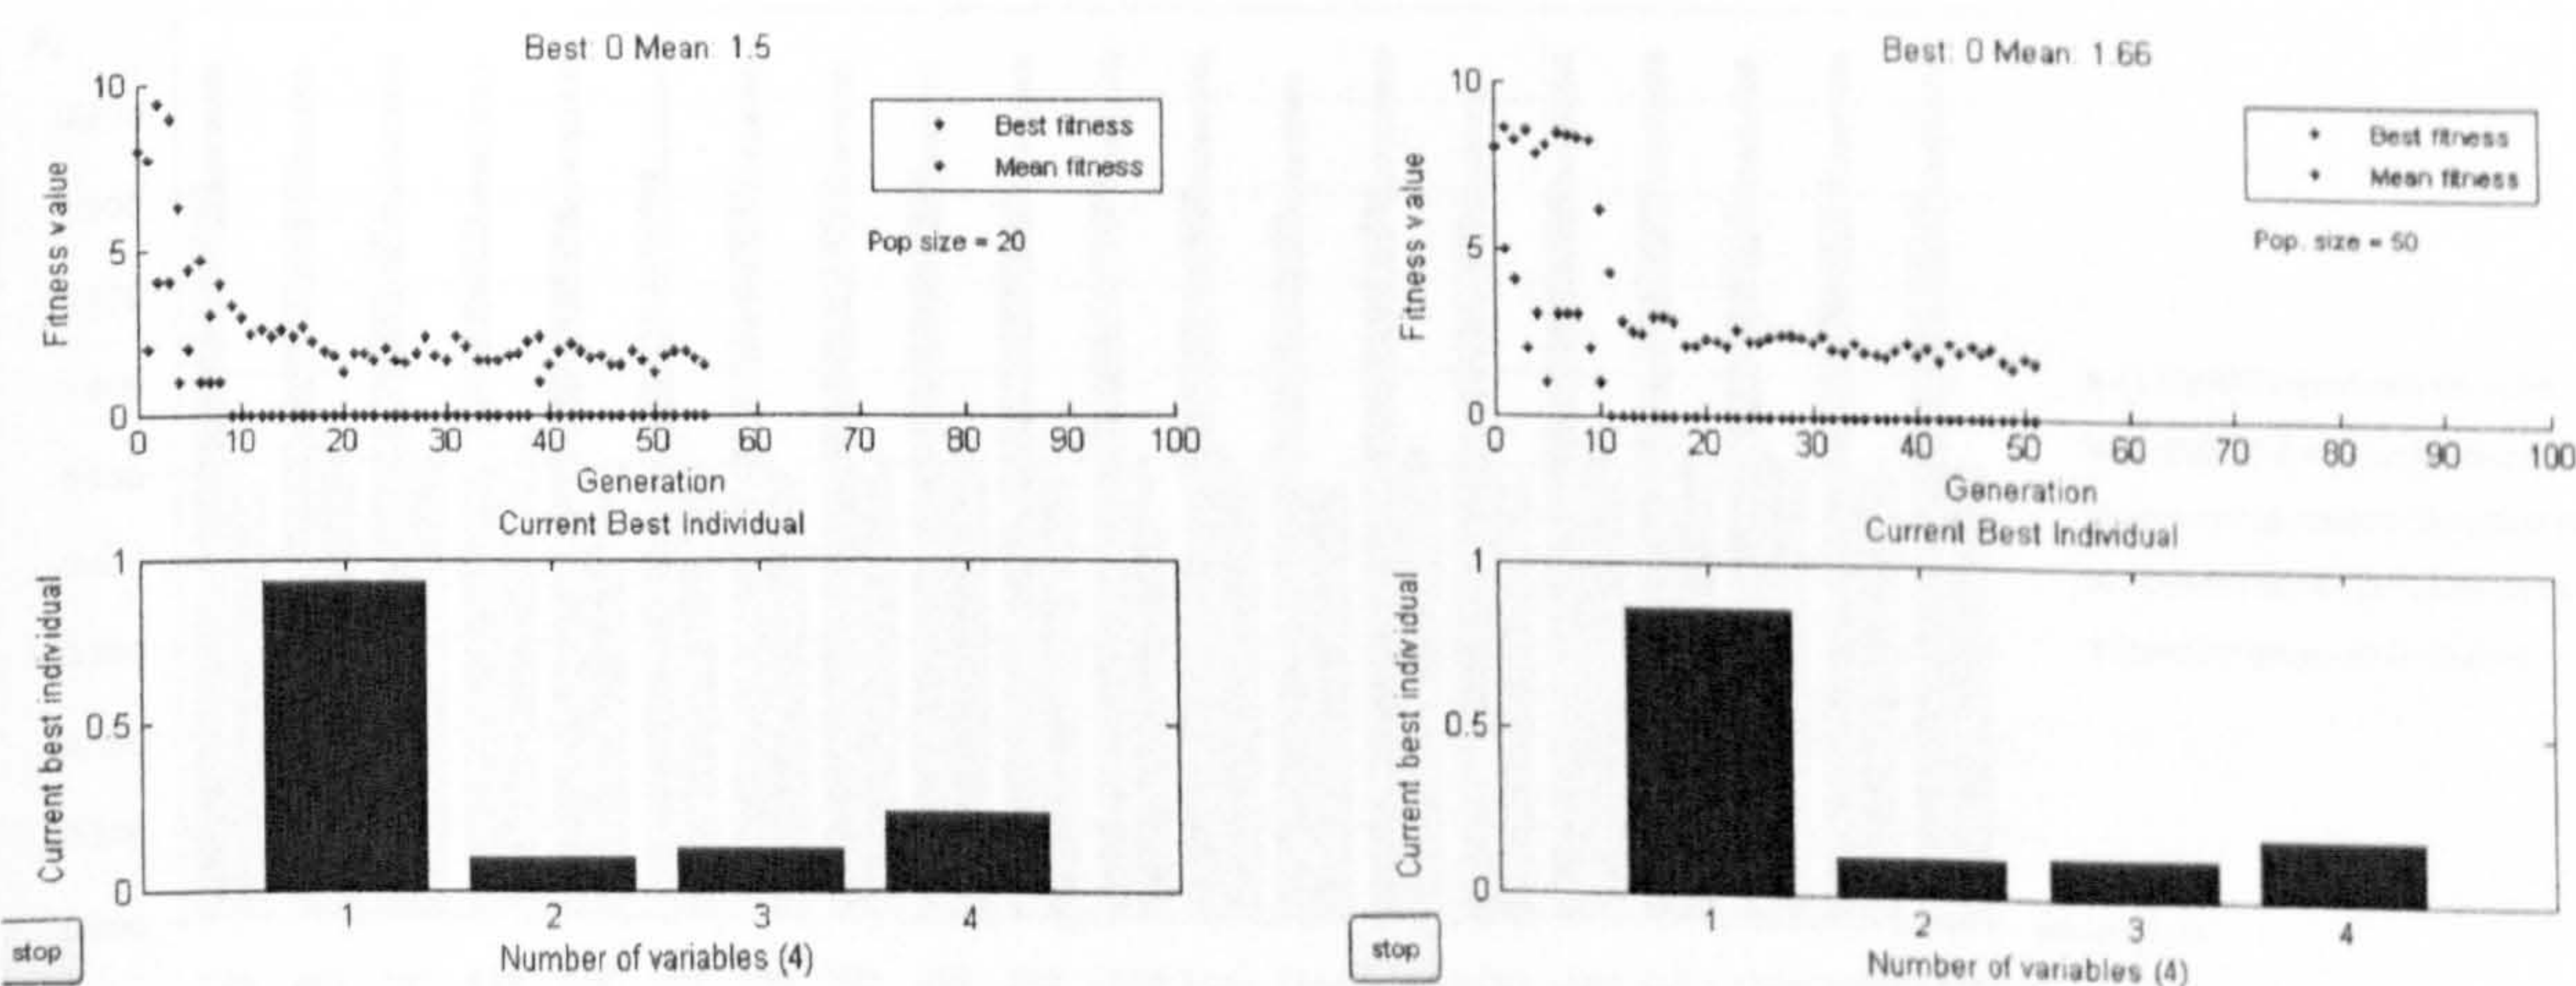 Best: 0 Mean: 1.5
10
5
0
Fitness value
Best fitness
Mean fitness
Pop size = 20
0 10 20 30 40 50 60 70 80 90 100
Generation
Current Best Individual
1
0.5
0
Current best individual
1 2 3 4
Number of variables (4)
stop
Best: 0 Mean: 1.66
10
5
0
Fitness value
Best fitness
Mean fitness
Pop. size = 50
0 10 20 30 40 50 60 70 80 90 100
Generation
Current Best Individual
1
0.5
0
Current best individual
1 2 3 4
Number of variables (4)
stop